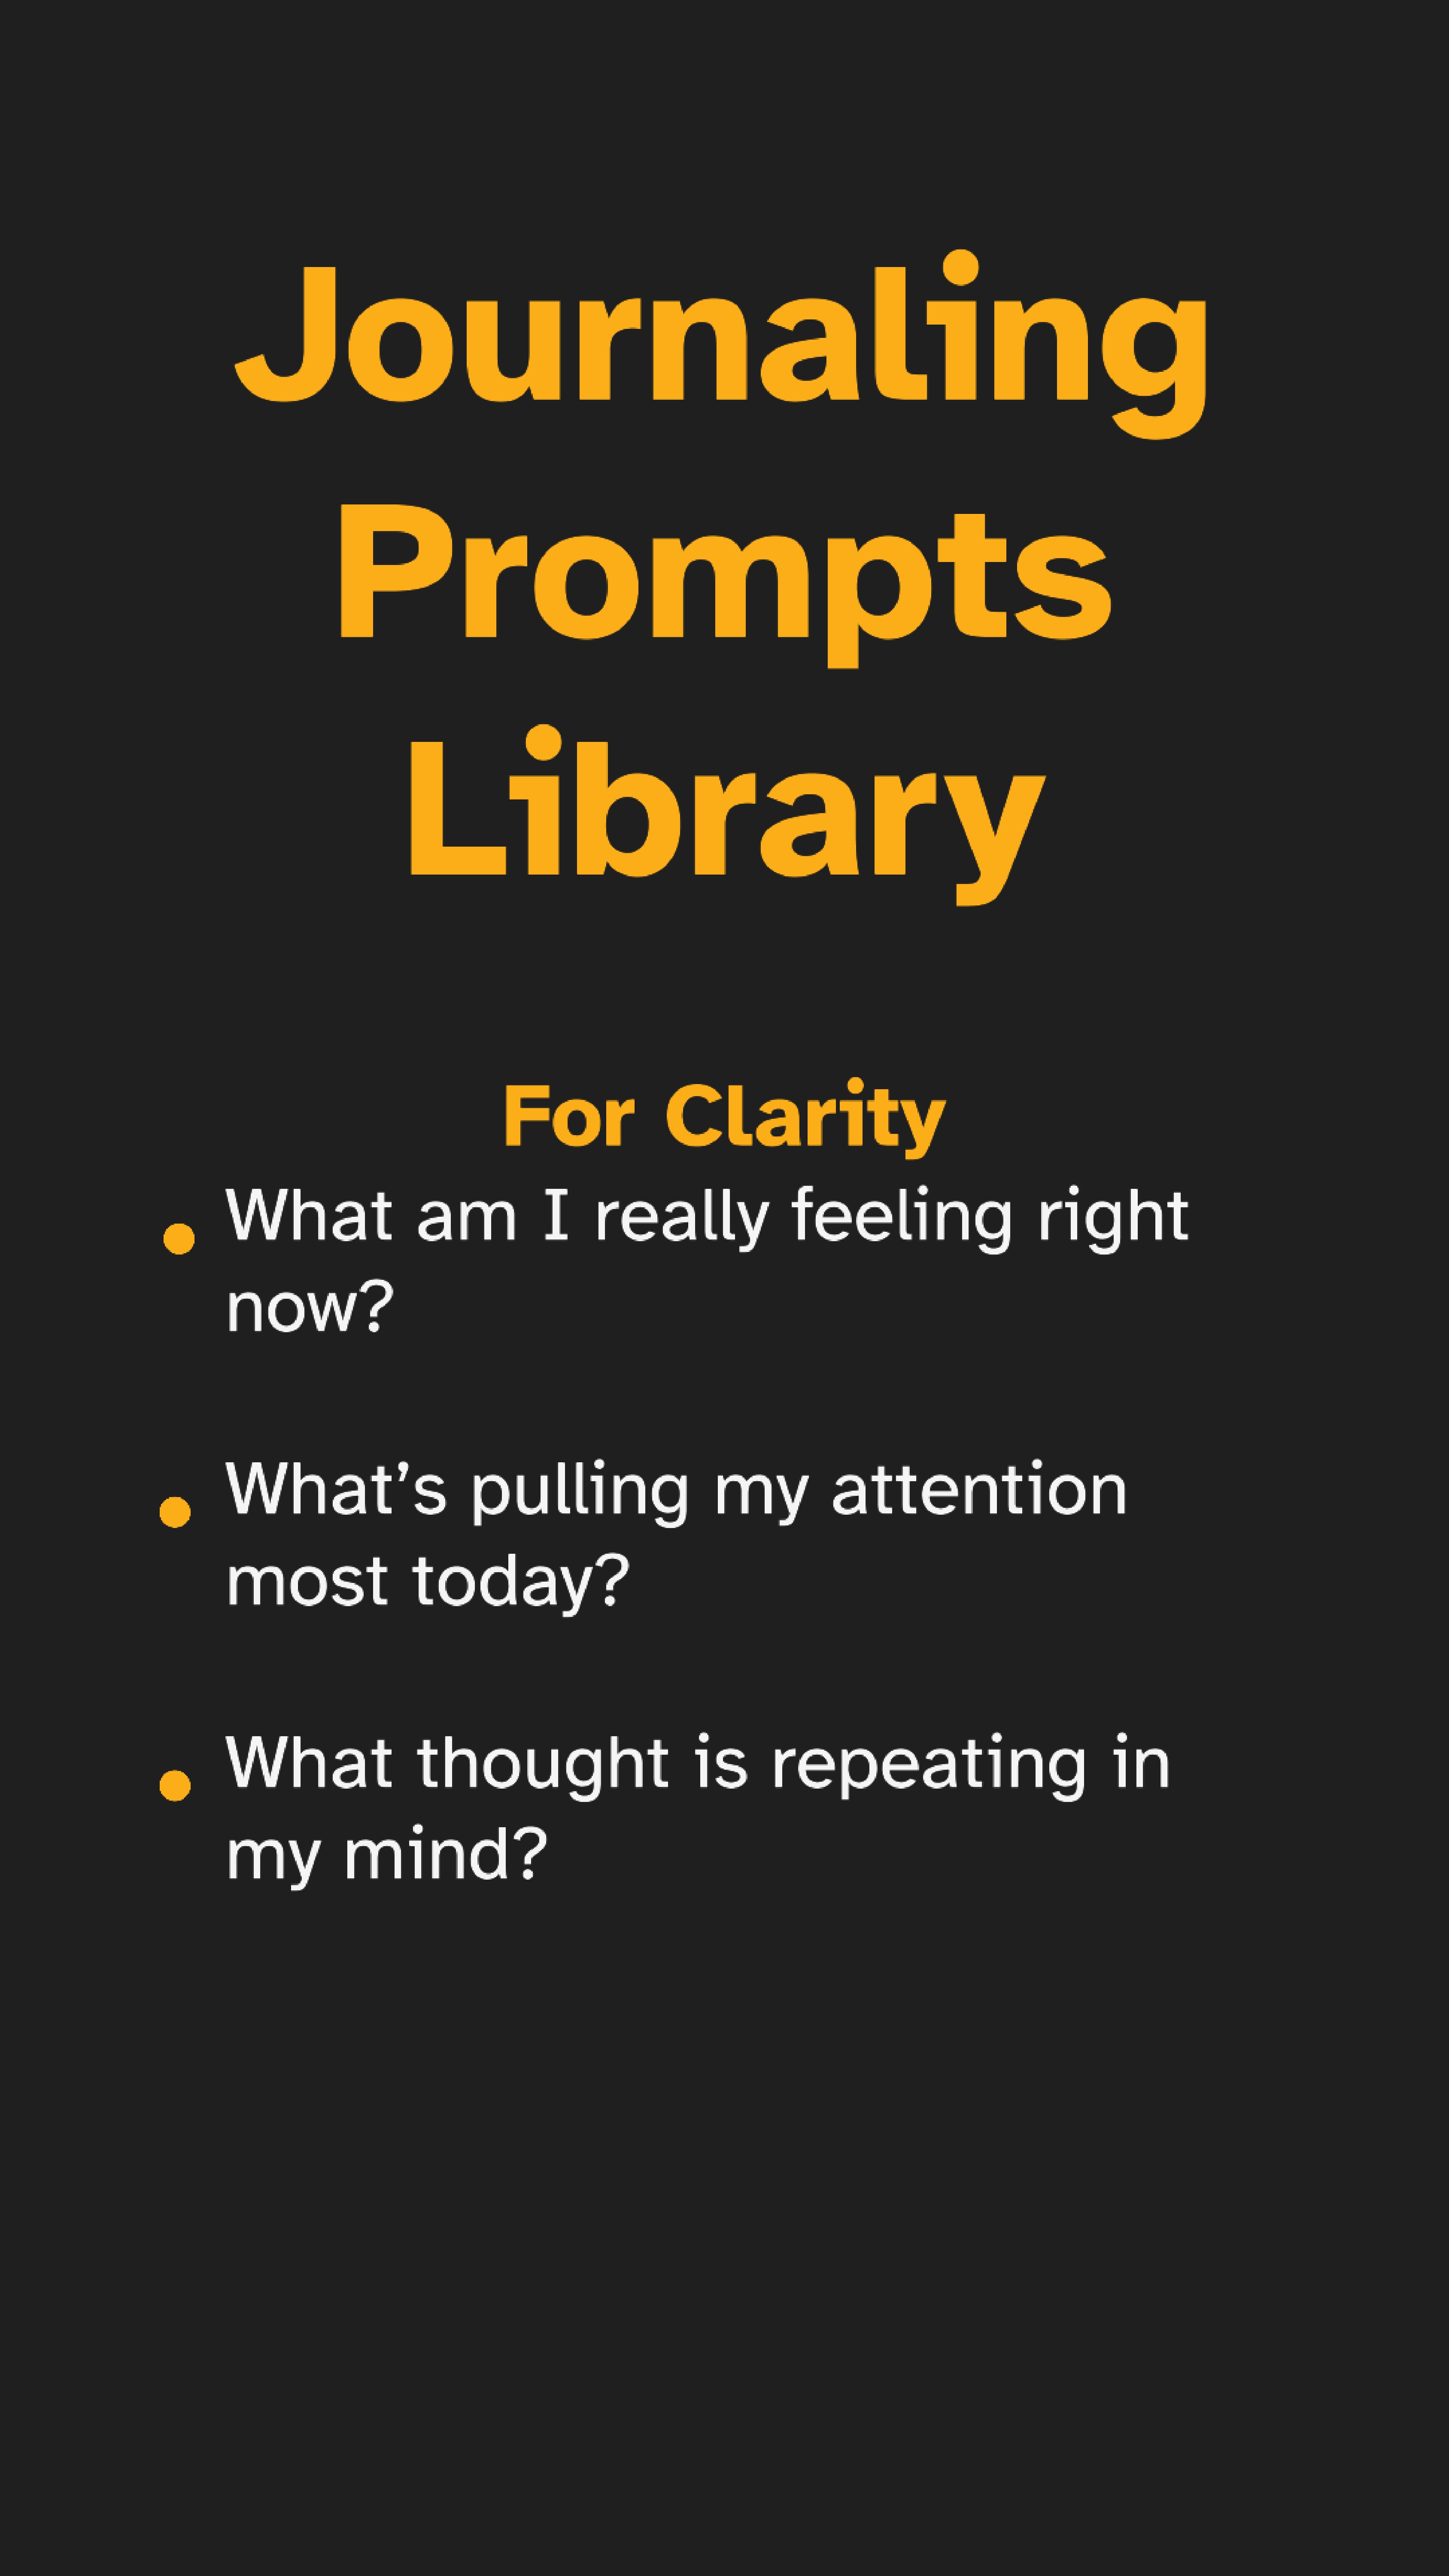 Journaling
Prompts
Library
For Clarity
What am I really feeling right
now?
What’s pulling my attention
most today?
What thought is repeating in
my mind?